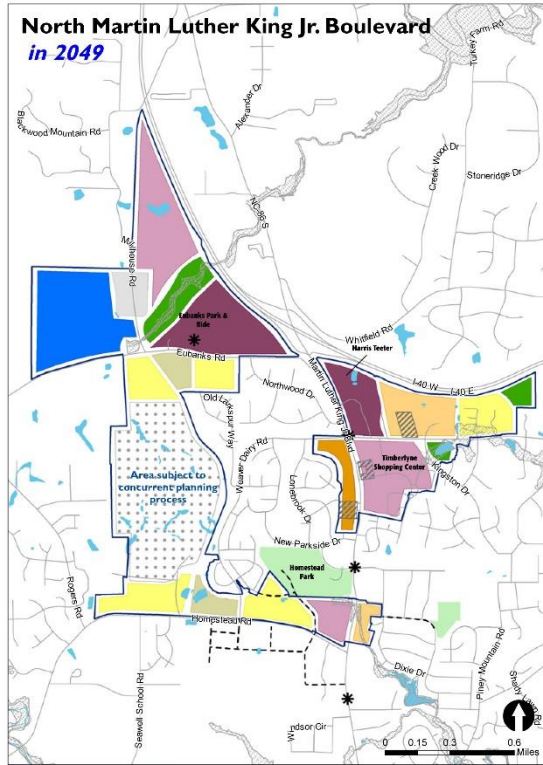 North Martin Luther King Jr. Boulevard
in 2049
Turkey Farm Rd
Alexander Dr
Blackwood Mountain Rd
Creek Wood Dr
Stoneridge Dr
NC-86 S
Millhouse Rd
Eubanks Park &
Ride
Whitfield Rd
Harris Teeter
Eubanks Rd
I-40 W
I-40 E
Martin Luther King Jr Blvd
Northwood Dr
Old Larkspur Way
Weaver Dairy Rd
Timberlyne
Shopping Center
Kingston Dr
Area subject to
concurrent planning
process
Lonebrook Dr
New Parkside Dr
Homestead
Park
Rogers Rd
Homestead Rd
Piney Mountain Rd
Dixie Dr
Shady Lawn Rd
Seawell School Rd
Windsor Cir
0 0.15 0.3 0.6
Miles